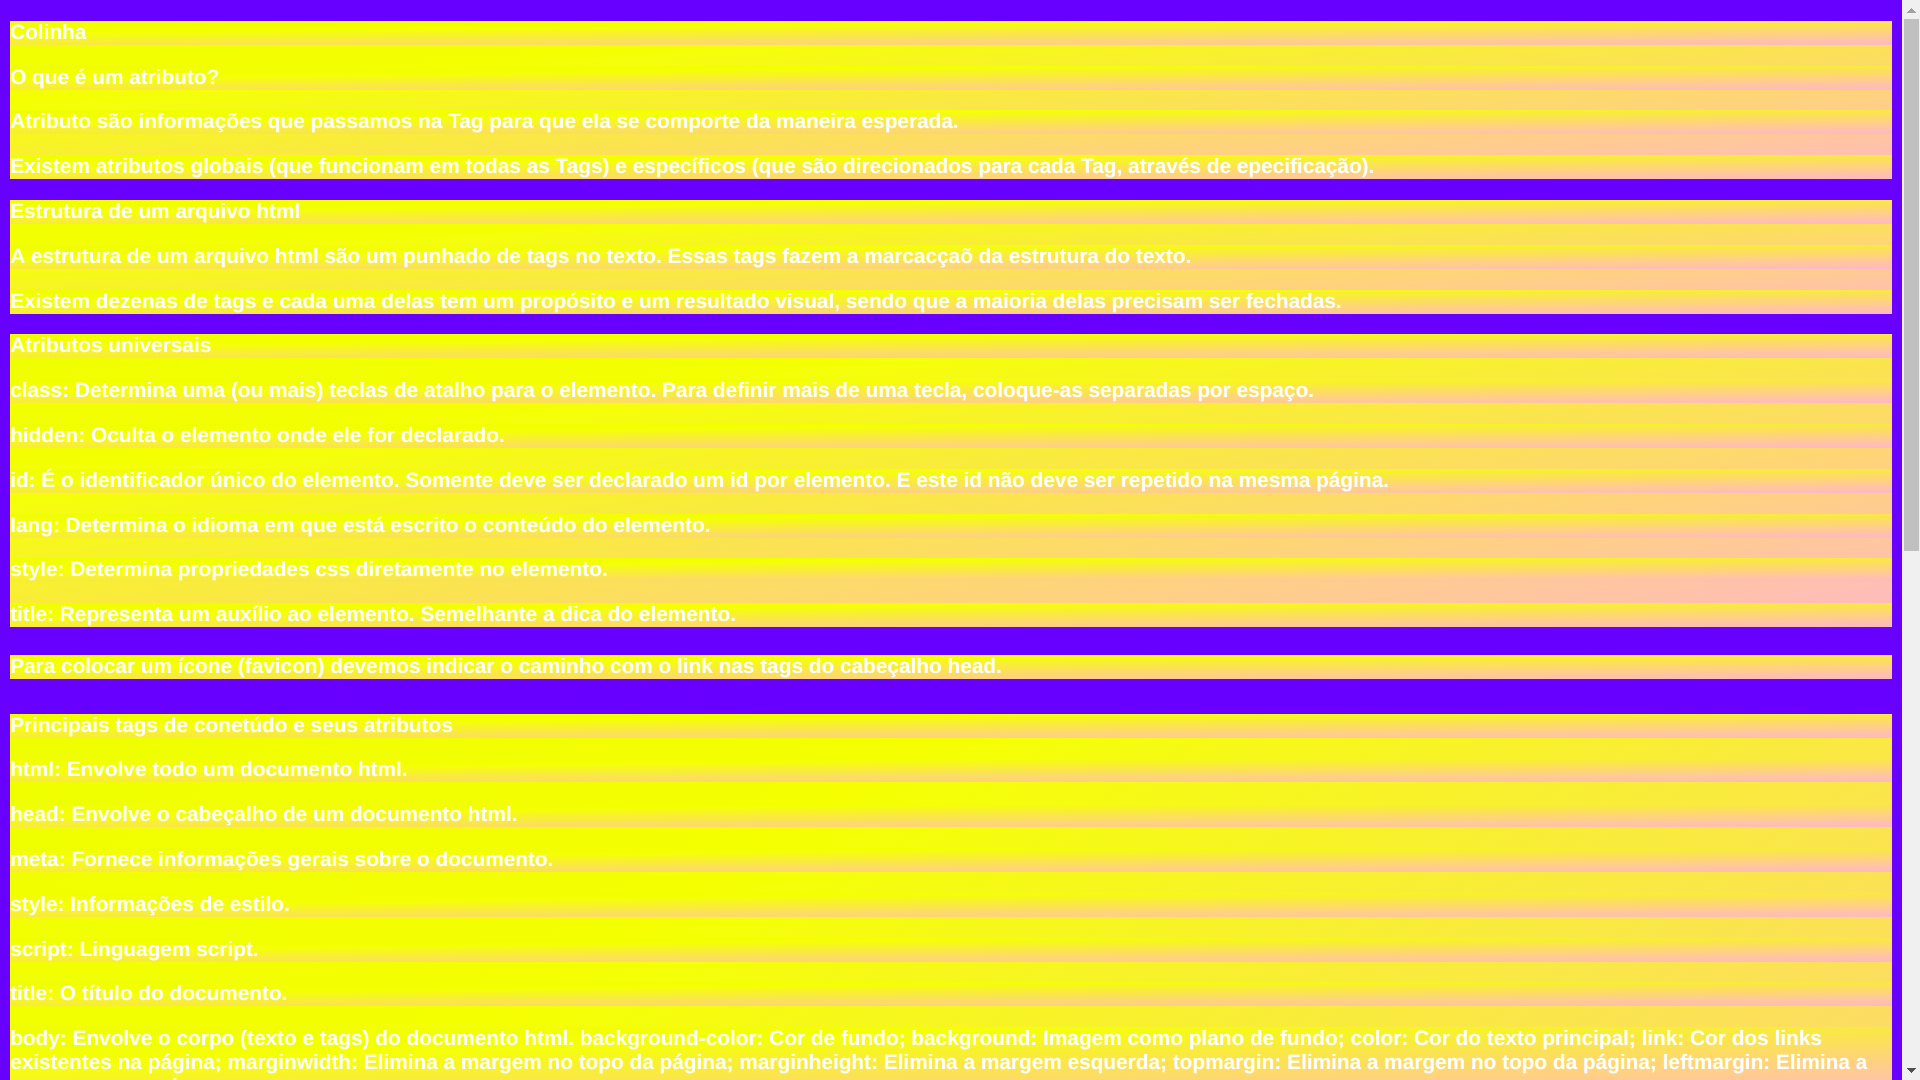 Colinha
O que é um atributo?
Atributo são informações que passamos na Tag para que ela se comporte da maneira esperada.
Existem atributos globais (que funcionam em todas as Tags) e específicos (que são direcionados para cada Tag, através de epecificação).
Estrutura de um arquivo html
A estrutura de um arquivo html são um punhado de tags no texto. Essas tags fazem a marcacçaõ da estrutura do texto.
Existem dezenas de tags e cada uma delas tem um propósito e um resultado visual, sendo que a maioria delas precisam ser fechadas.
Atributos universais
class: Determina uma (ou mais) teclas de atalho para o elemento. Para definir mais de uma tecla, coloque-as separadas por espaço.
hidden: Oculta o elemento onde ele for declarado.
id: É o identificador único do elemento. Somente deve ser declarado um id por elemento. E este id não deve ser repetido na mesma página.
lang: Determina o idioma em que está escrito o conteúdo do elemento.
style: Determina propriedades css diretamente no elemento.
title: Representa um auxílio ao elemento. Semelhante a dica do elemento.
Para colocar um ícone (favicon) devemos indicar o caminho com o link nas tags do cabeçalho head.
Principais tags de conetúdo e seus atributos
html: Envolve todo um documento html.
head: Envolve o cabeçalho de um documento html.
meta: Fornece informações gerais sobre o documento.
style: Informações de estilo.
script: Linguagem script.
title: O título do documento.
body: Envolve o corpo (texto e tags) do documento html. background-color: Cor de fundo; background: Imagem como plano de fundo; color: Cor do texto principal; link: Cor dos links
existentes na página; marginwidth: Elimina a margem no topo da página; marginheight: Elimina a margem esquerda; topmargin: Elimina a margem no topo da página; leftmargin: Elimina a